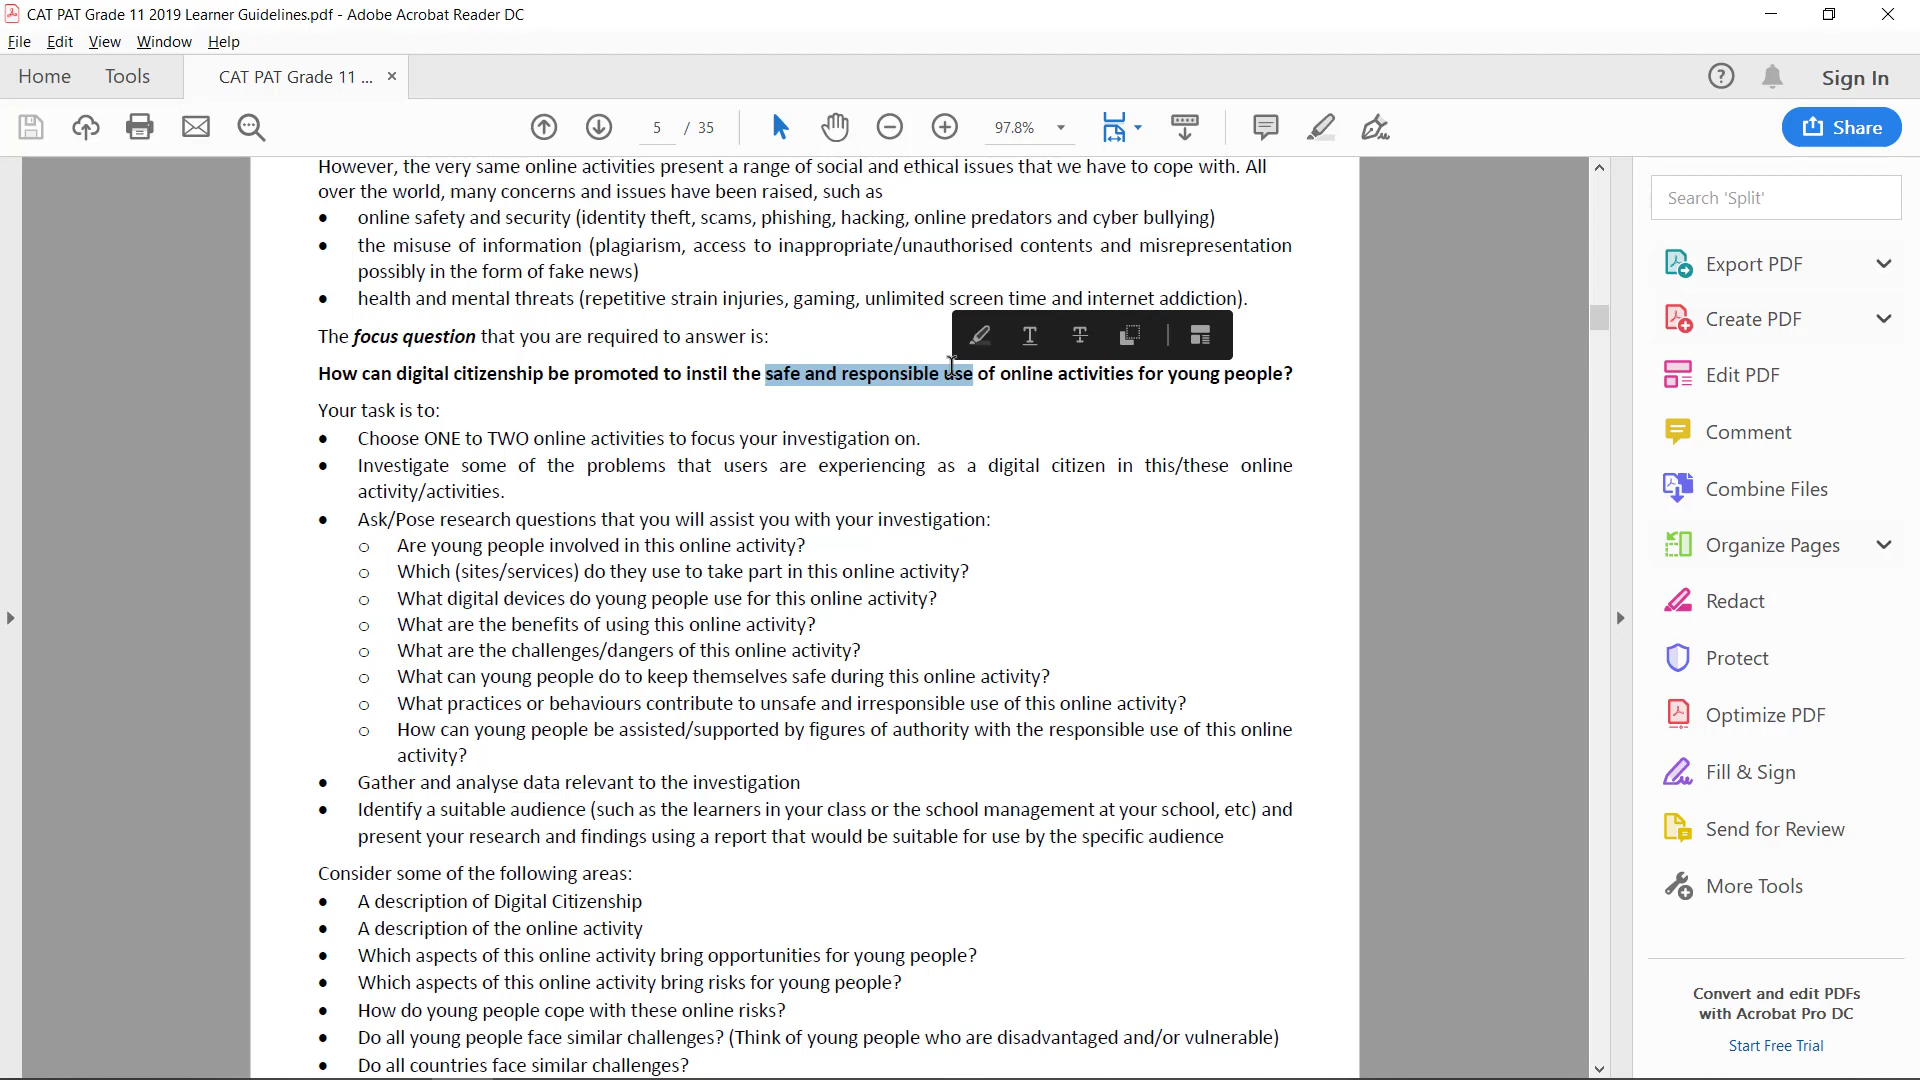 CAT PAT Grade 11 2019 Learner Guidelines.pdf - Adobe Acrobat Reader DC
File Edit View Window Help
Home Tools CAT PAT Grade 11 ... Sign In
5 / 35 97.8% Share
However, the very same online activities present a range of social and ethical issues that we have to cope with. All
over the world, many concerns and issues have been raised, such as
• online safety and security (identity theft, scams, phishing, hacking, online predators and cyber bullying)
• the misuse of information (plagiarism, access to inappropriate/unauthorised contents and misrepresentation
possibly in the form of fake news)
• health and mental threats (repetitive strain injuries, gaming, unlimited screen time and internet addiction).
The focus question that you are required to answer is:
How can digital citizenship be promoted to instil the safe and responsible use of online activities for young people?
Your task is to:
• Choose ONE to TWO online activities to focus your investigation on.
• Investigate some of the problems that users are experiencing as a digital citizen in this/these online
activity/activities.
• Ask/Pose research questions that you will assist you with your investigation:
o Are young people involved in this online activity?
o Which (sites/services) do they use to take part in this online activity?
o What digital devices do young people use for this online activity?
o What are the benefits of using this online activity?
o What are the challenges/dangers of this online activity?
o What can young people do to keep themselves safe during this online activity?
o What practices or behaviours contribute to unsafe and irresponsible use of this online activity?
o How can young people be assisted/supported by figures of authority with the responsible use of this online
activity?
• Gather and analyse data relevant to the investigation
• Identify a suitable audience (such as the learners in your class or the school management at your school, etc) and
present your research and findings using a report that would be suitable for use by the specific audience
Consider some of the following areas:
• A description of Digital Citizenship
• A description of the online activity
• Which aspects of this online activity bring opportunities for young people?
• Which aspects of this online activity bring risks for young people?
• How do young people cope with these online risks?
• Do all young people face similar challenges? (Think of young people who are disadvantaged and/or vulnerable)
• Do all countries face similar challenges?
Search 'Split'
Export PDF
Create PDF
Edit PDF
Comment
Combine Files
Organize Pages
Redact
Protect
Optimize PDF
Fill & Sign
Send for Review
More Tools
Convert and edit PDFs
with Acrobat Pro DC
Start Free Trial